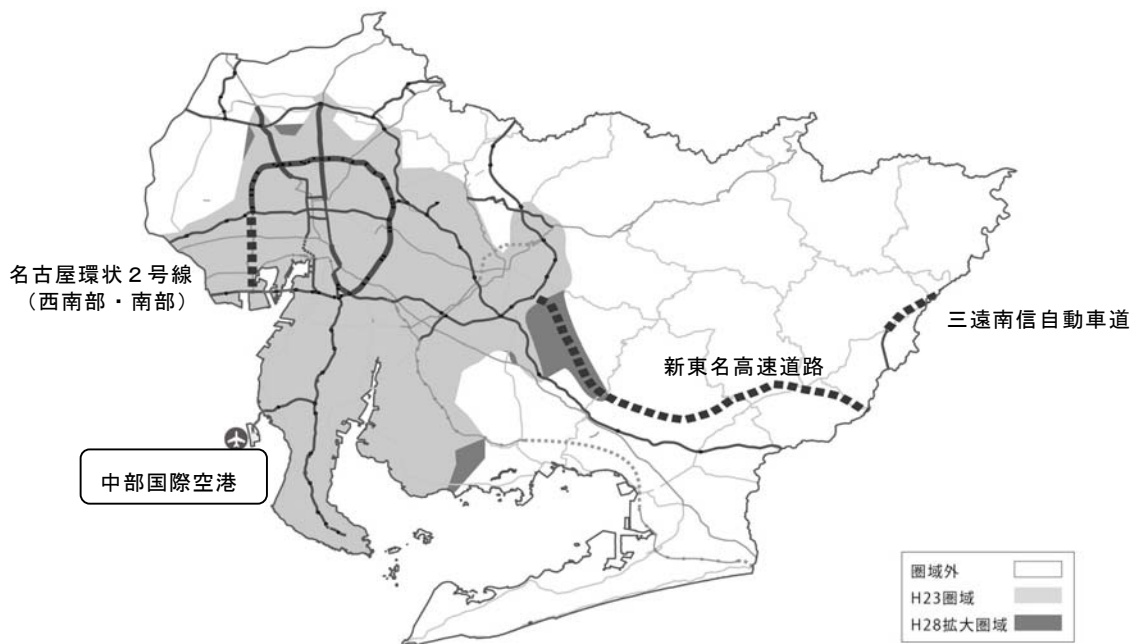 名古屋環状２号線
（西南部・南部）
三遠南信自動車道
新東名高速道路
中部国際空港
圏域外
H23圏域
H28拡大圏域